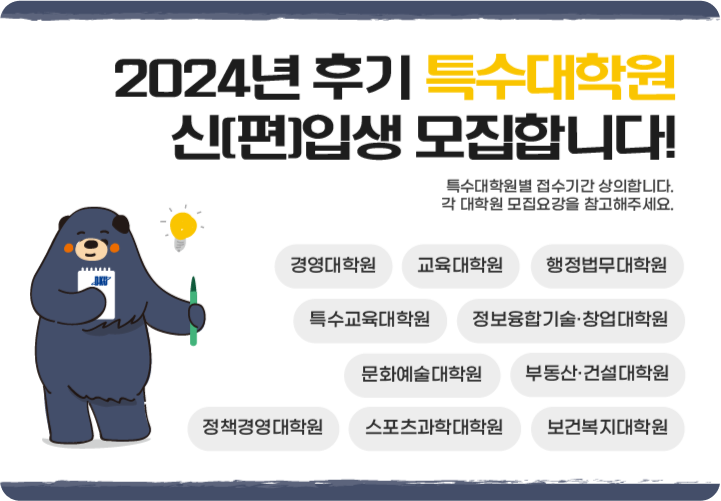 2024년 후기 특수대학원
신(편)입생 모집합니다!
특수대학원별 접수기간 상의합니다.
각 대학원 모집요강을 참고해주세요.
DKU
경영대학원 교육대학원 행정법무대학원
특수교육대학원 정보융합기술·창업대학원
문화예술대학원 부동산·건설대학원
정책경영대학원 스포츠과학대학원 보건복지대학원